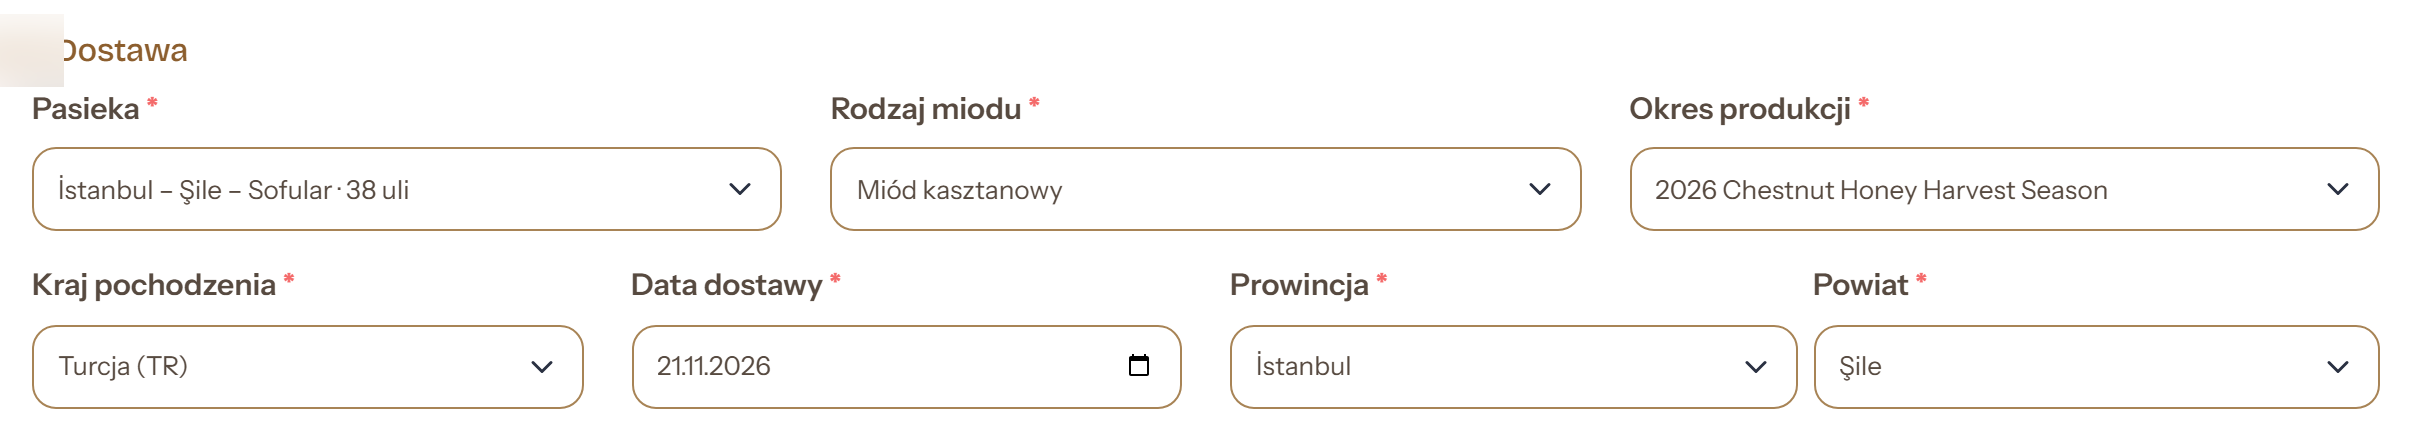 Dostawa
Pasieka * Rodzaj miodu * Okres produkcji *
İstanbul – Şile – Sofular · 38 uli Miód kasztanowy 2026 Chestnut Honey Harvest Season
Kraj pochodzenia * Data dostawy * Prowincja * Powiat *
Turcja (TR) 21.11.2026 İstanbul Şile